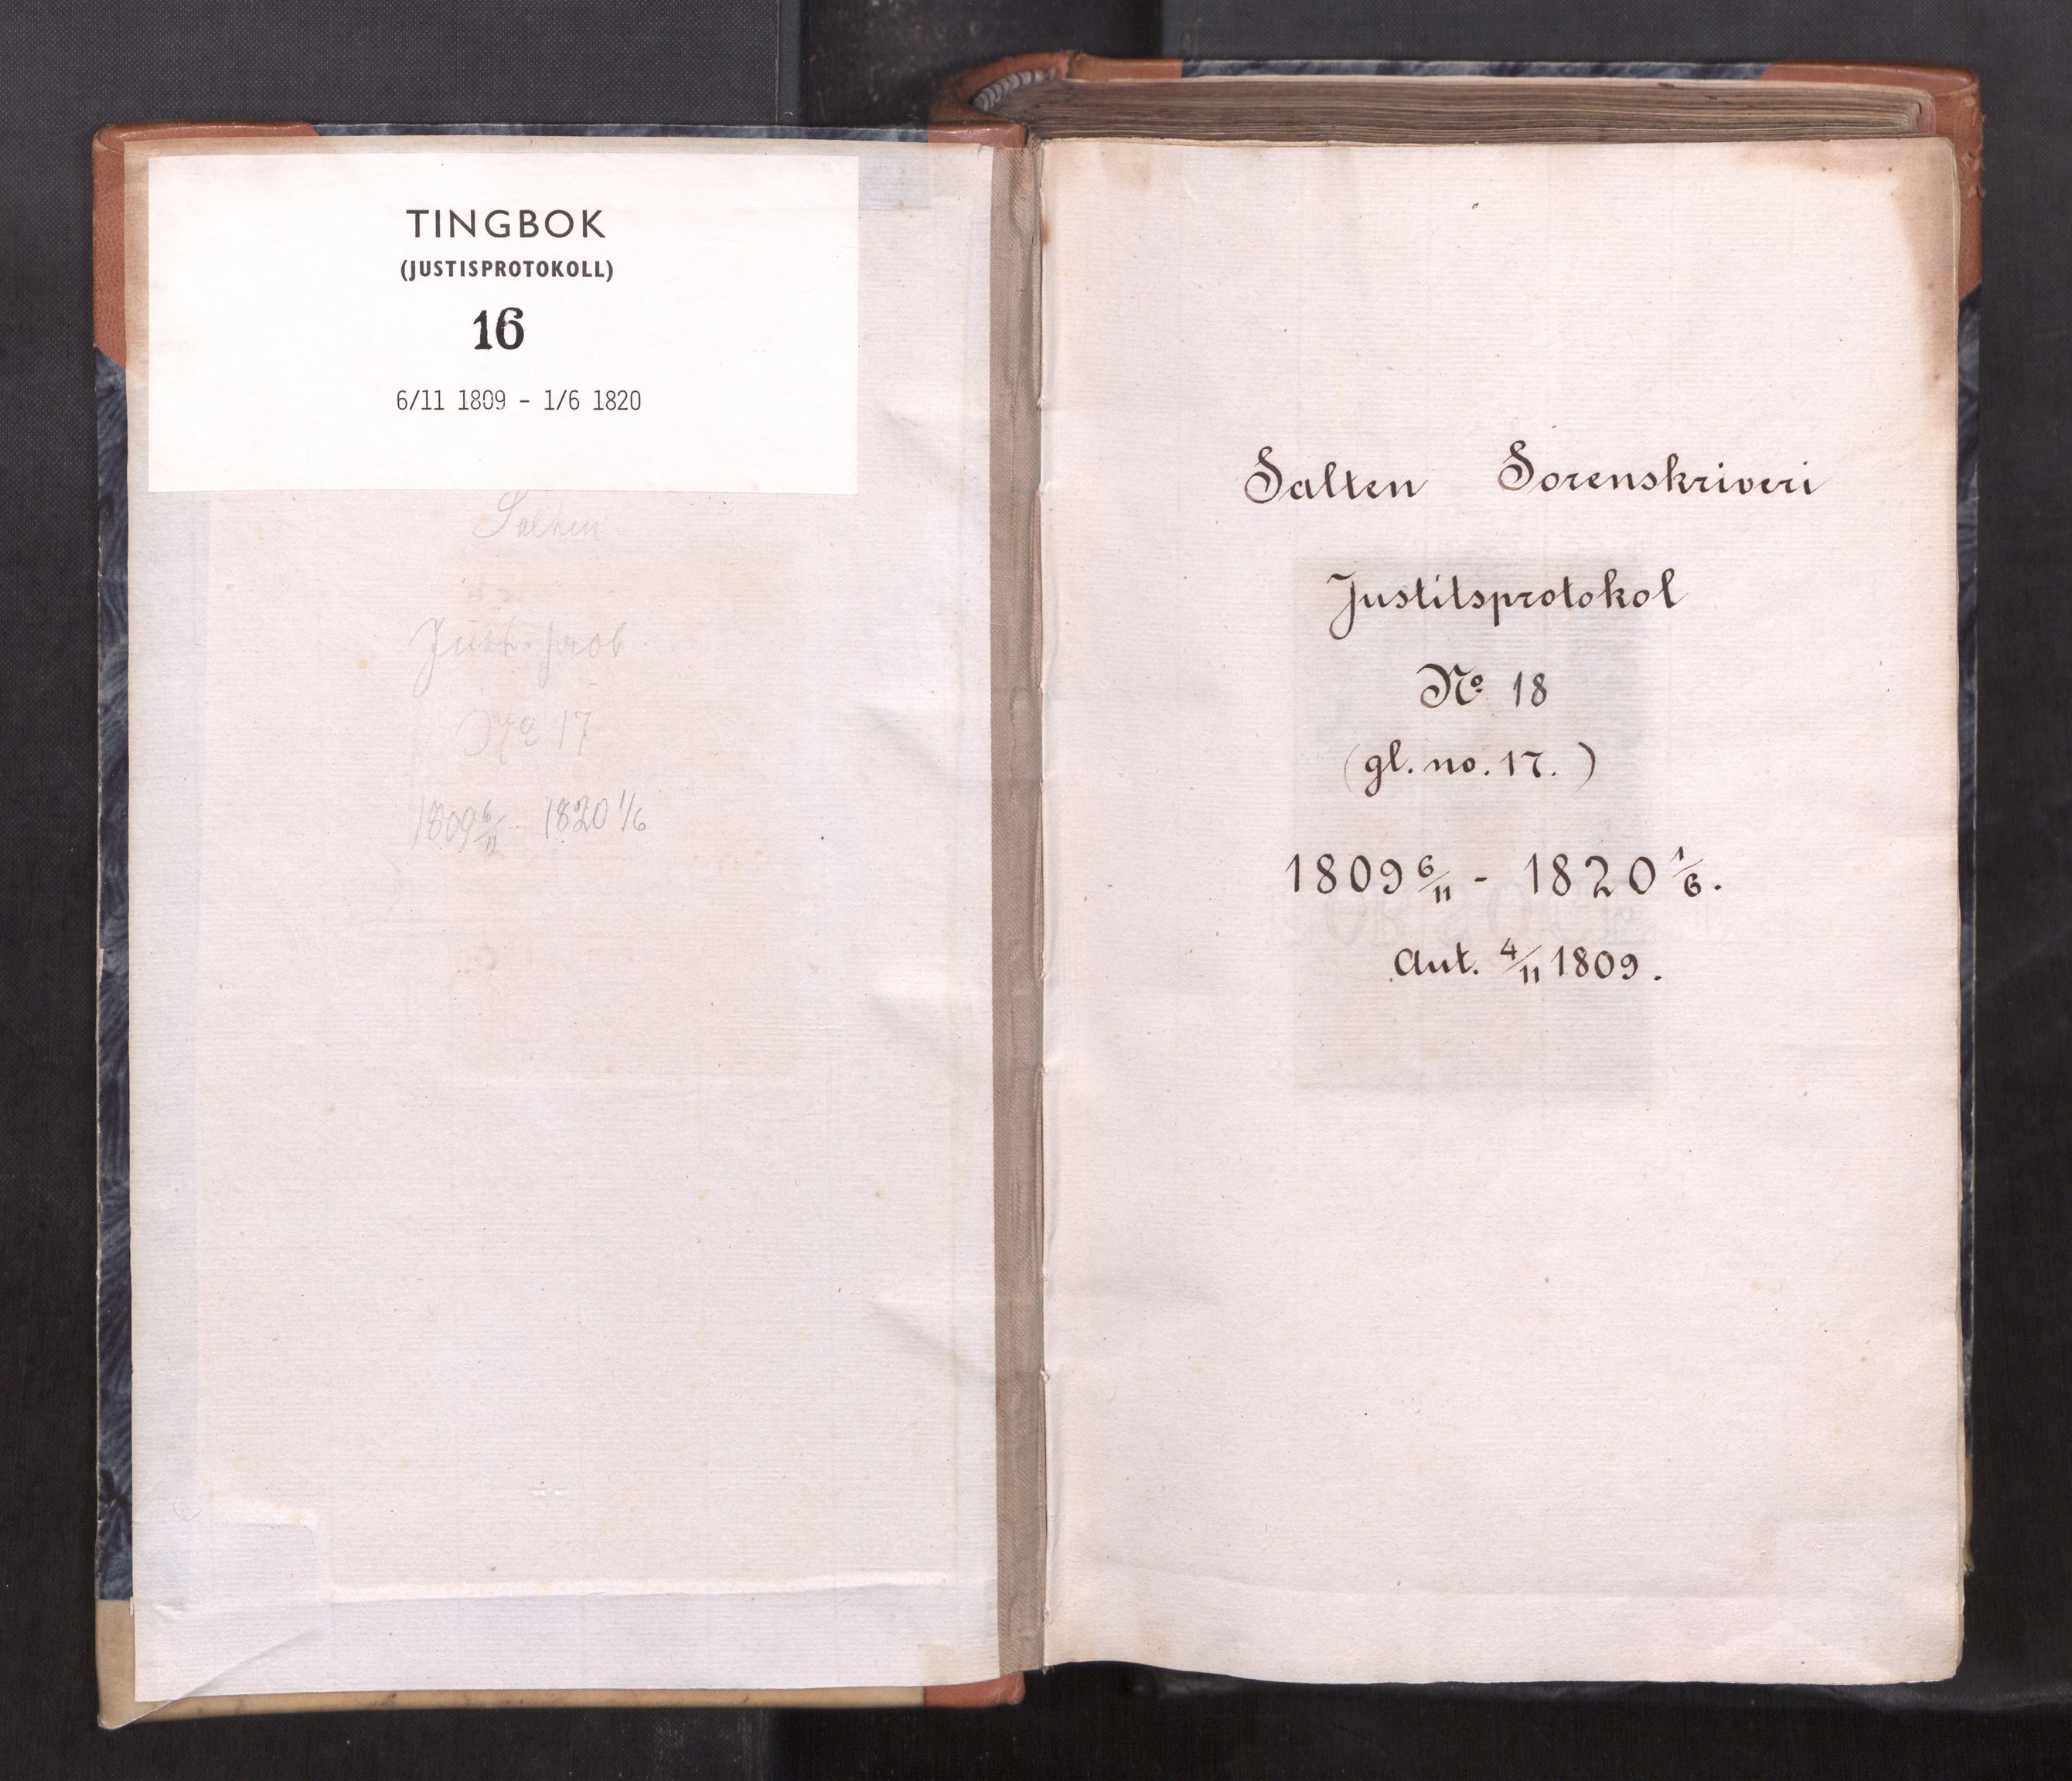 TINGBOK
(JUSTISPROTOKOLL)
16
6/11 1809 - 1/6 1820
Salten
Just. prot
No 17
1809 6/11 - 1820 1/6
Salten Sorenskriveri
Justitsprotokol
No 18
(gl. no. 17.)
1809 6/11 - 1820 1/6.
Aut. 4/11 1809.